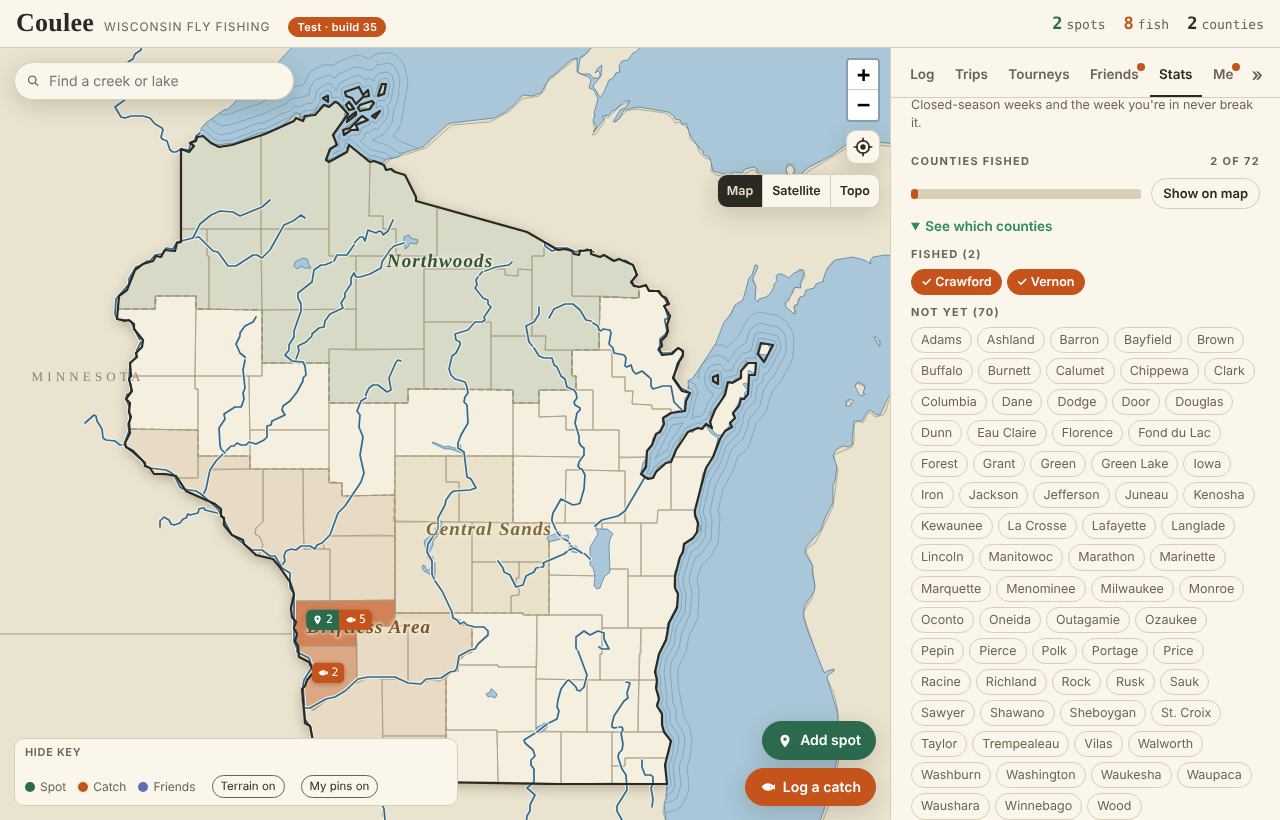 Coulee WISCONSIN FLY FISHING Test · build 35
2 spots 8 fish 2 counties
Find a creek or lake
+
−
Map Satellite Topo
Northwoods
MINNESOTA
Central Sands
2 5
Driftless Area
2
HIDE KEY
Spot Catch Friends Terrain on My pins on
Add spot
Log a catch
Log Trips Tourneys Friends Stats Me »
Closed-season weeks and the week you're in never break
it.
COUNTIES FISHED 2 OF 72
Show on map
▼ See which counties
FISHED (2)
✓ Crawford ✓ Vernon
NOT YET (70)
Adams Ashland Barron Bayfield Brown
Buffalo Burnett Calumet Chippewa Clark
Columbia Dane Dodge Door Douglas
Dunn Eau Claire Florence Fond du Lac
Forest Grant Green Green Lake Iowa
Iron Jackson Jefferson Juneau Kenosha
Kewaunee La Crosse Lafayette Langlade
Lincoln Manitowoc Marathon Marinette
Marquette Menominee Milwaukee Monroe
Oconto Oneida Outagamie Ozaukee
Pepin Pierce Polk Portage Price
Racine Richland Rock Rusk Sauk
Sawyer Shawano Sheboygan St. Croix
Taylor Trempealeau Vilas Walworth
Washburn Washington Waukesha Waupaca
Waushara Winnebago Wood